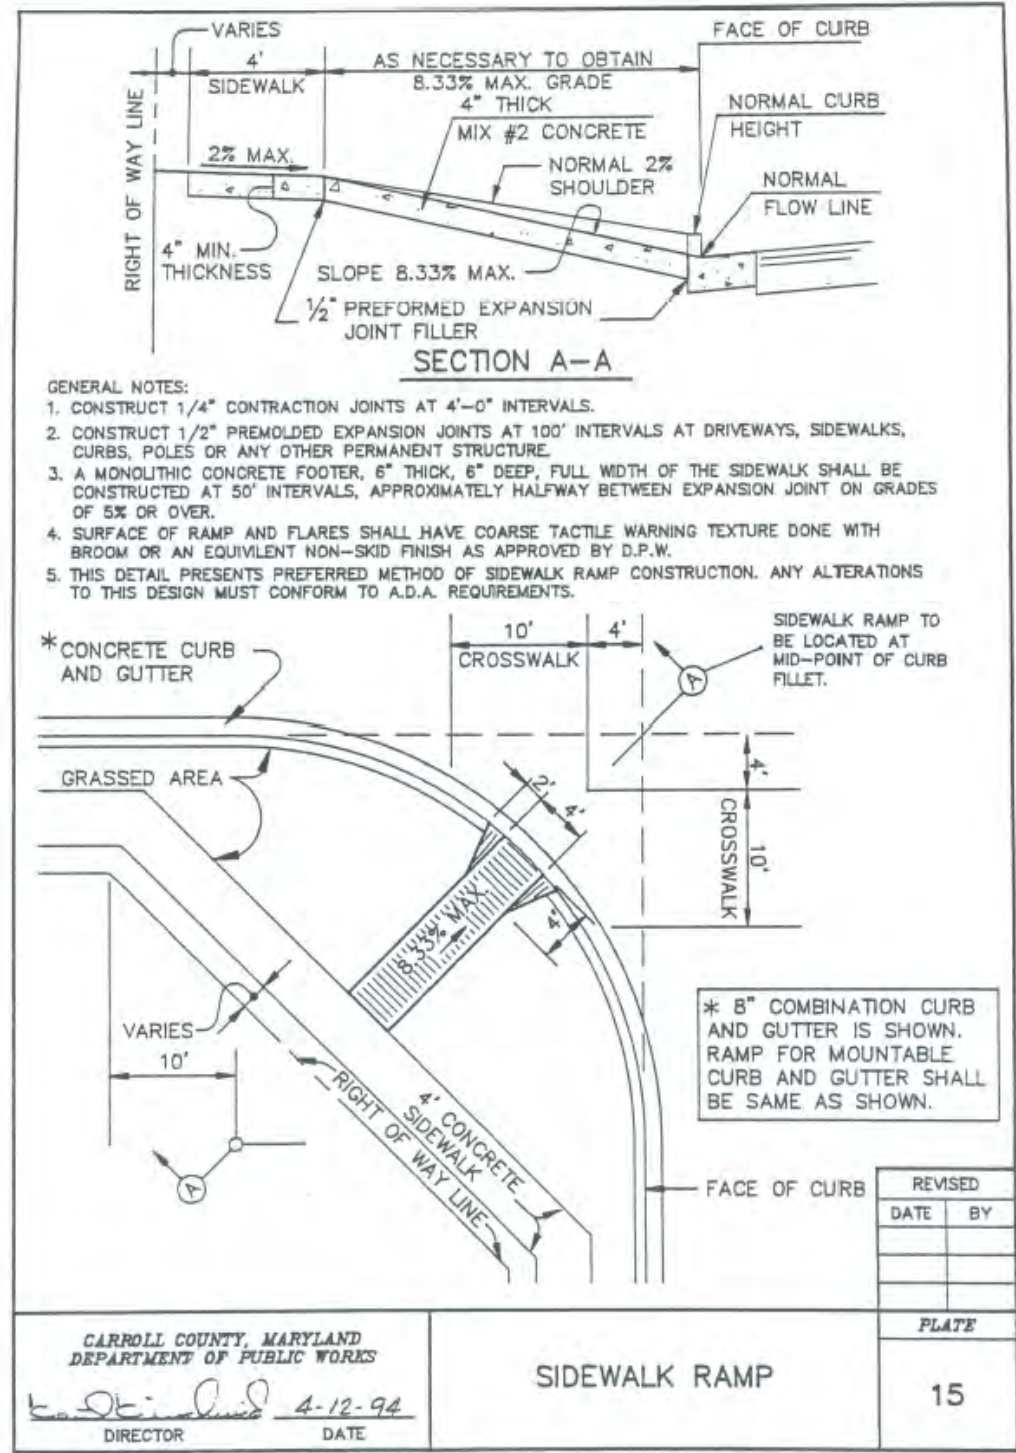 VARIES
FACE OF CURB
4'
SIDEWALK
AS NECESSARY TO OBTAIN
8.33% MAX. GRADE
4" THICK
MIX #2 CONCRETE
NORMAL CURB
HEIGHT
2% MAX.
NORMAL 2%
SHOULDER
NORMAL
FLOW LINE
RIGHT OF WAY LINE
4" MIN.
THICKNESS
SLOPE 8.33% MAX.
1/2" PREFORMED EXPANSION
JOINT FILLER
SECTION A-A
GENERAL NOTES:
1. CONSTRUCT 1/4" CONTRACTION JOINTS AT 4'-0" INTERVALS.
2. CONSTRUCT 1/2" PREMOLDED EXPANSION JOINTS AT 100' INTERVALS AT DRIVEWAYS, SIDEWALKS,
CURBS, POLES OR ANY OTHER PERMANENT STRUCTURE.
3. A MONOLITHIC CONCRETE FOOTER, 6" THICK, 6" DEEP, FULL WIDTH OF THE SIDEWALK SHALL BE
CONSTRUCTED AT 50' INTERVALS, APPROXIMATELY HALFWAY BETWEEN EXPANSION JOINT ON GRADES
OF 5% OR OVER.
4. SURFACE OF RAMP AND FLARES SHALL HAVE COARSE TACTILE WARNING TEXTURE DONE WITH
BROOM OR AN EQUIVILENT NON-SKID FINISH AS APPROVED BY D.P.W.
5. THIS DETAIL PRESENTS PREFERRED METHOD OF SIDEWALK RAMP CONSTRUCTION. ANY ALTERATIONS
TO THIS DESIGN MUST CONFORM TO A.D.A. REQUIREMENTS.
* CONCRETE CURB
AND GUTTER
10'
CROSSWALK
4'
SIDEWALK RAMP TO
BE LOCATED AT
MID-POINT OF CURB
FILLET.
A
GRASSED AREA
2'
4'
4'
CROSSWALK
10'
8.33% MAX.
4"
VARIES
10'
RIGHT OF WAY LINE
4' CONCRETE
SIDEWALK
A
* 8" COMBINATION CURB
AND GUTTER IS SHOWN.
RAMP FOR MOUNTABLE
CURB AND GUTTER SHALL
BE SAME AS SHOWN.
FACE OF CURB
REVISED
DATE BY
CARROLL COUNTY, MARYLAND
DEPARTMENT OF PUBLIC WORKS
4-12-94
DIRECTOR DATE
SIDEWALK RAMP
PLATE
15